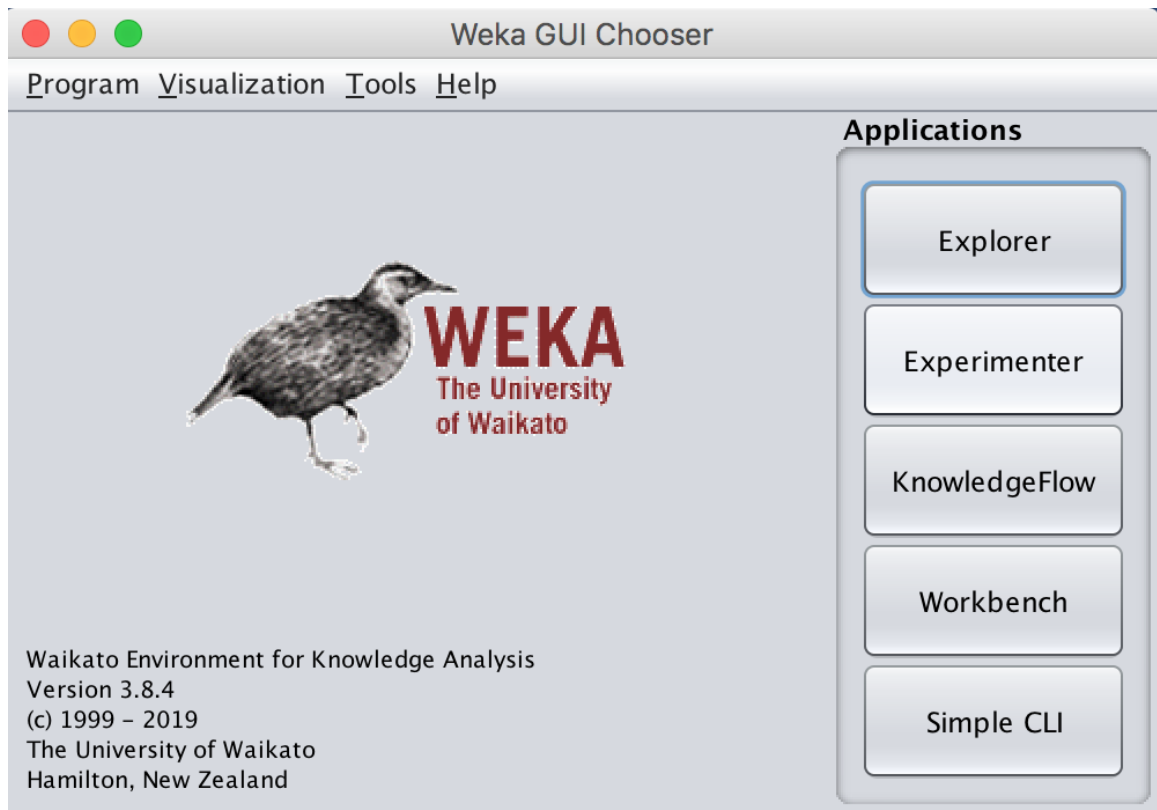 Weka GUI Chooser
Program Visualization Tools Help
Applications
Explorer
Experimenter
KnowledgeFlow
Workbench
Simple CLI
WEKA
The University
of Waikato
Waikato Environment for Knowledge Analysis
Version 3.8.4
(c) 1999 – 2019
The University of Waikato
Hamilton, New Zealand